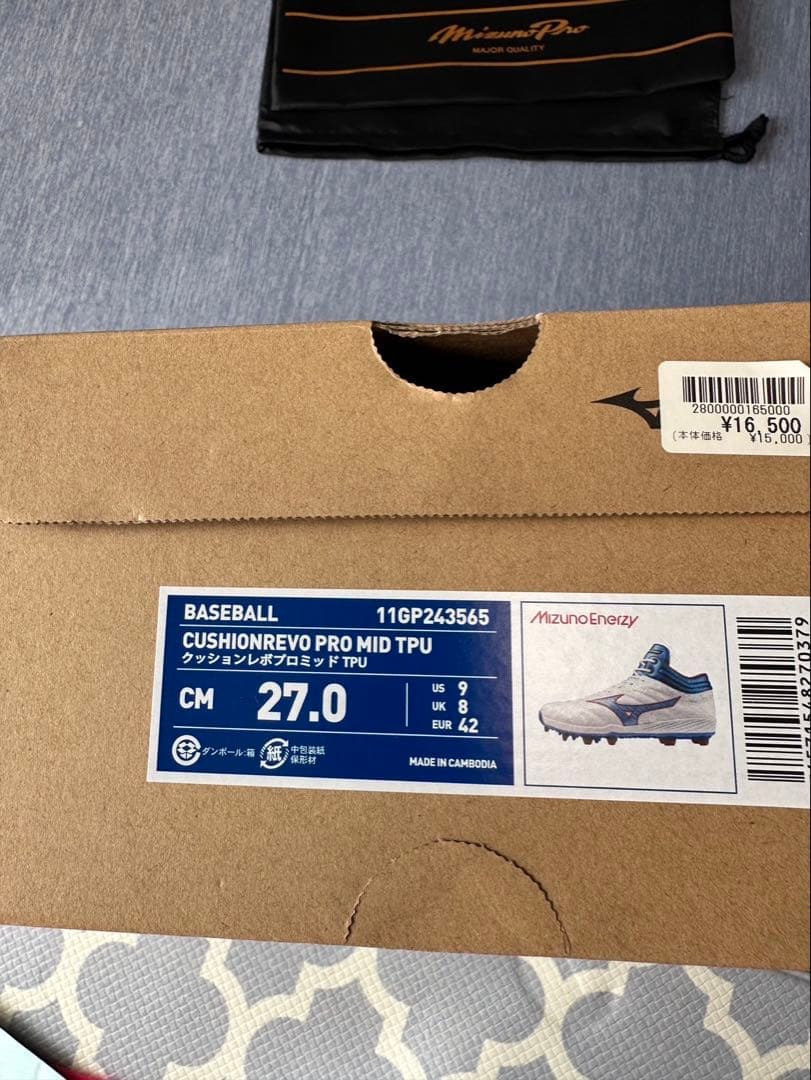 MizunoPro
MAJOR QUALITY
2800000165000
¥16,500
(本体価格 ¥15,000)
BASEBALL 11GP243565
CUSHIONREVO PRO MID TPU
クッションレボプロミッド TPU
CM 27.0
US 9
UK 8
EUR 42
ダンボール:箱
紙
中包装紙
保形材
MADE IN CAMBODIA
MizunoEnerzy